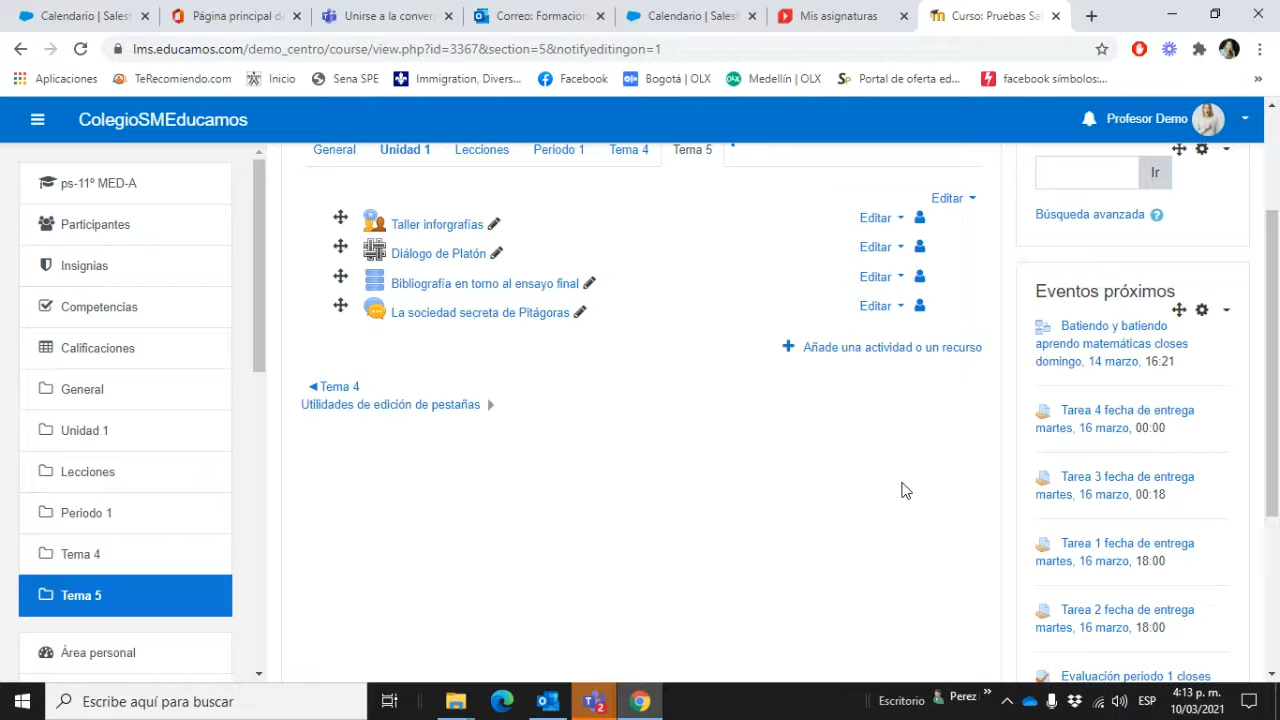 Calendario | Salesf
Página principal de
Unirse a la convers
Correo: Formacion
Calendario | Salesf
Mis asignaturas
Curso: Pruebas Sal
lms.educamos.com/demo_centro/course/view.php?id=3367&section=5&notifyeditingon=1
Aplicaciones
TeRecomiendo.com
Inicio
Sena SPE
Immigration, Divers...
Facebook
Bogotá | OLX
Medellín | OLX
Portal de oferta ed...
facebook símbolos:...
»
ColegioSMEducamos
Profesor Demo
General
Unidad 1
Lecciones
Periodo 1
Tema 4
Tema 5
ps-11º MED-A
Participantes
Insignias
Competencias
Calificaciones
General
Unidad 1
Lecciones
Periodo 1
Tema 4
Tema 5
Área personal
Editar
Taller inforgrafías
Editar
Diálogo de Platón
Editar
Bibliografía en torno al ensayo final
Editar
La sociedad secreta de Pitágoras
Editar
Añade una actividad o un recurso
Tema 4
Utilidades de edición de pestañas
Ir
Búsqueda avanzada
Eventos próximos
Batiendo y batiendo
aprendo matemáticas closes
domingo, 14 marzo, 16:21
Tarea 4 fecha de entrega
martes, 16 marzo, 00:00
Tarea 3 fecha de entrega
martes, 16 marzo, 00:18
Tarea 1 fecha de entrega
martes, 16 marzo, 18:00
Tarea 2 fecha de entrega
martes, 16 marzo, 18:00
Evaluación periodo 1 closes
Escribe aquí para buscar
2
Escritorio
Perez
»
ESP
4:13 p. m.
10/03/2021